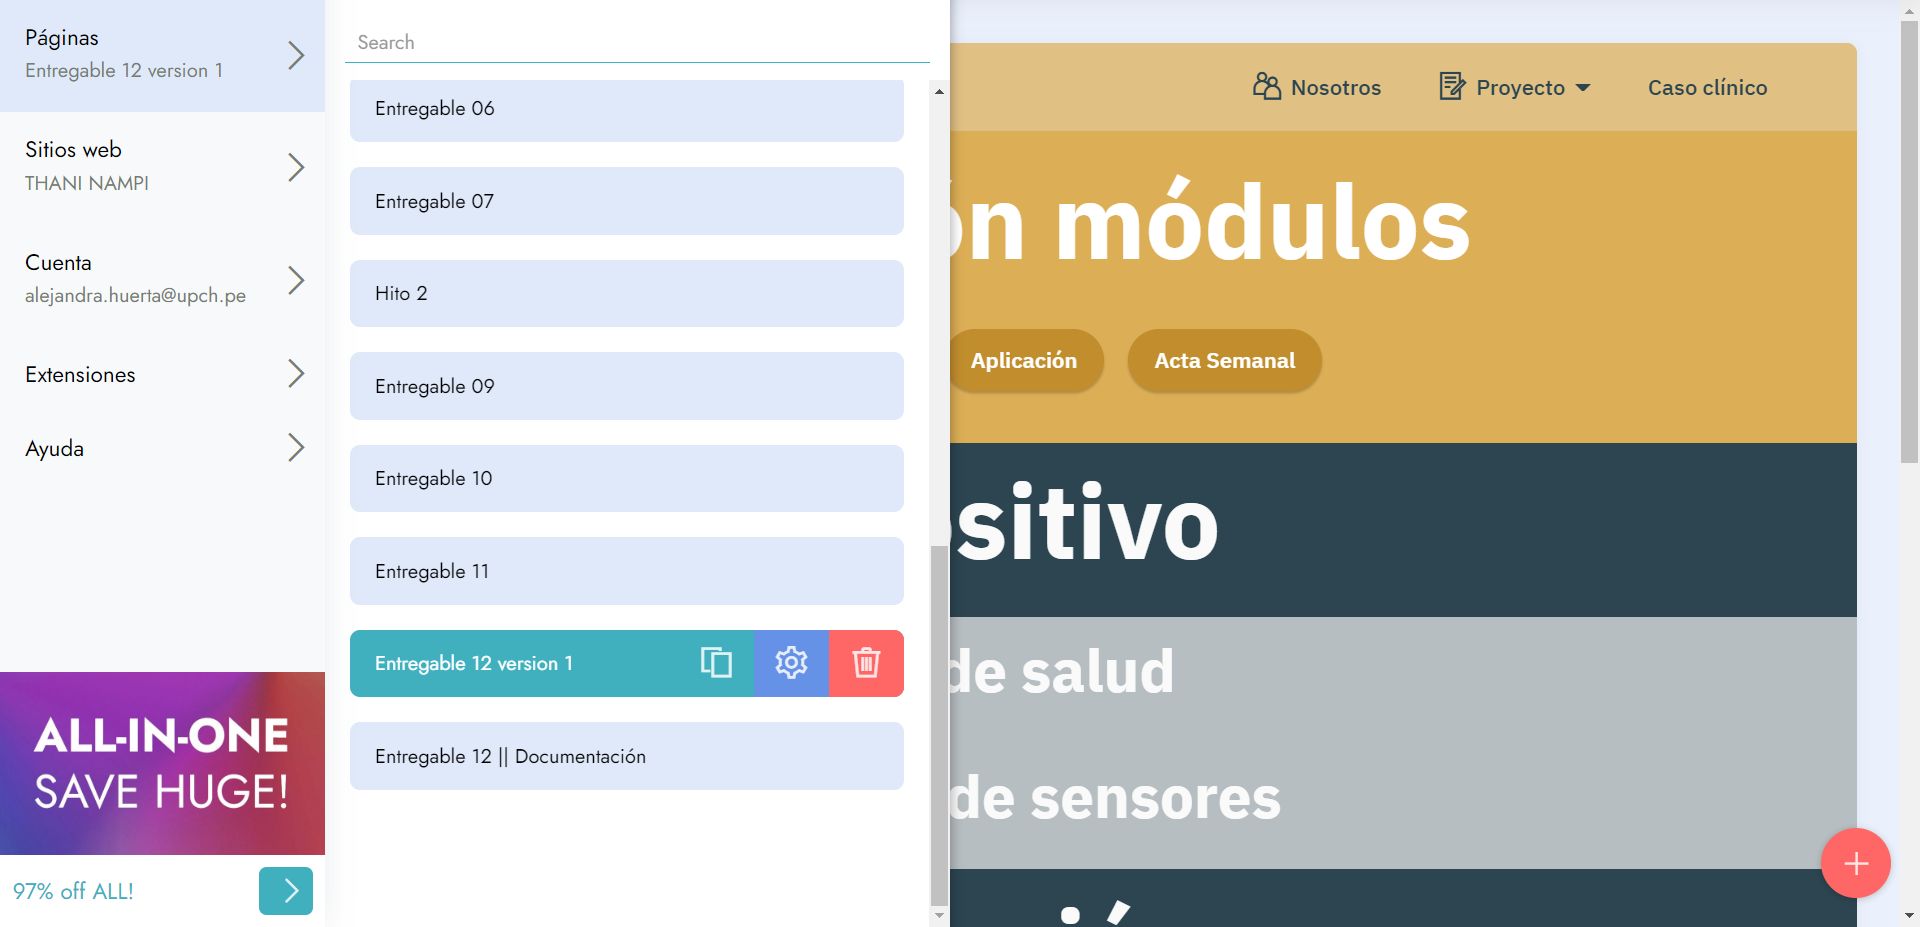 Páginas
Entregable 12 version 1
Sitios web
THANI NAMPI
Cuenta
alejandra.huerta@upch.pe
Extensiones
Ayuda
ALL-IN-ONE
SAVE HUGE!
97% off ALL!
Search
Entregable 06
Entregable 07
Hito 2
Entregable 09
Entregable 10
Entregable 11
Entregable 12 version 1
Entregable 12 || Documentación
Nosotros Proyecto Caso clínico
ón módulos
Aplicación Acta Semanal
ositivo
de salud
de sensores